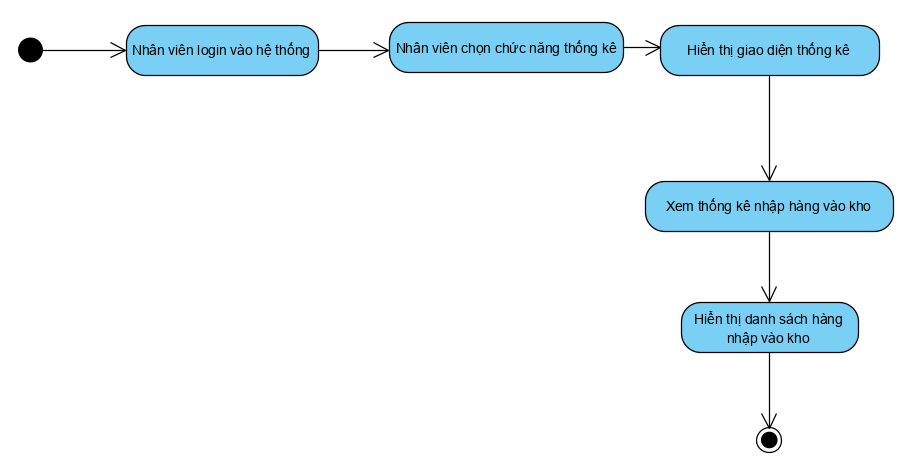 Nhân viên login vào hệ thống
Nhân viên chọn chức năng thống kê
Hiển thị giao diện thống kê
Xem thống kê nhập hàng vào kho
Hiển thị danh sách hàng
nhập vào kho